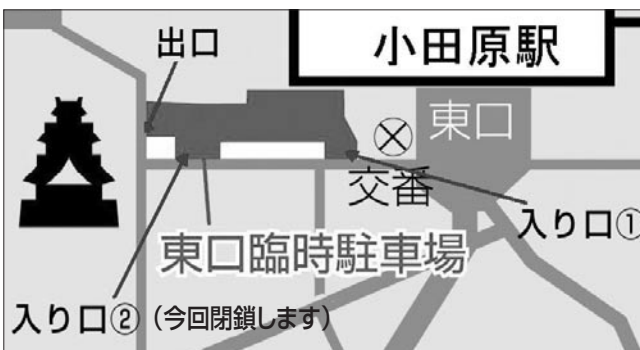 出口
小田原駅
東口
交番
入り口①
東口臨時駐車場
入り口②（今回閉鎖します）